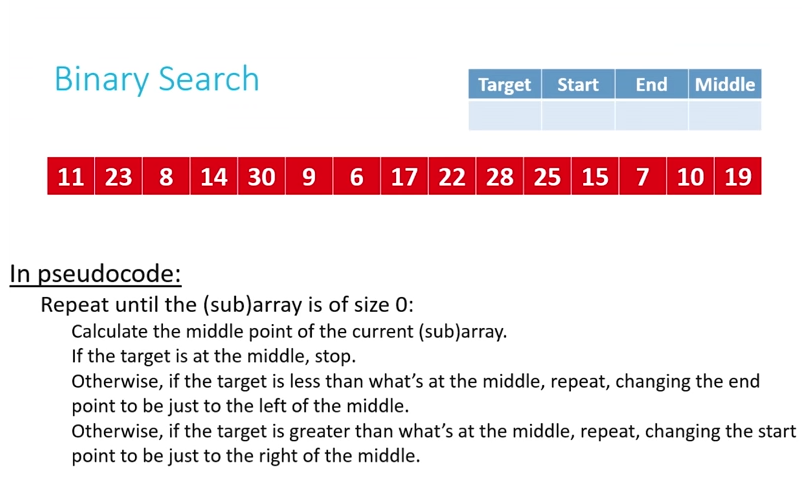 Binary Search
Target Start End Middle
11 23 8 14 30 9 6 17 22 28 25 15 7 10 19
In pseudocode:
Repeat until the (sub)array is of size 0:
Calculate the middle point of the current (sub)array.
If the target is at the middle, stop.
Otherwise, if the target is less than what's at the middle, repeat, changing the end
point to be just to the left of the middle.
Otherwise, if the target is greater than what's at the middle, repeat, changing the start
point to be just to the right of the middle.